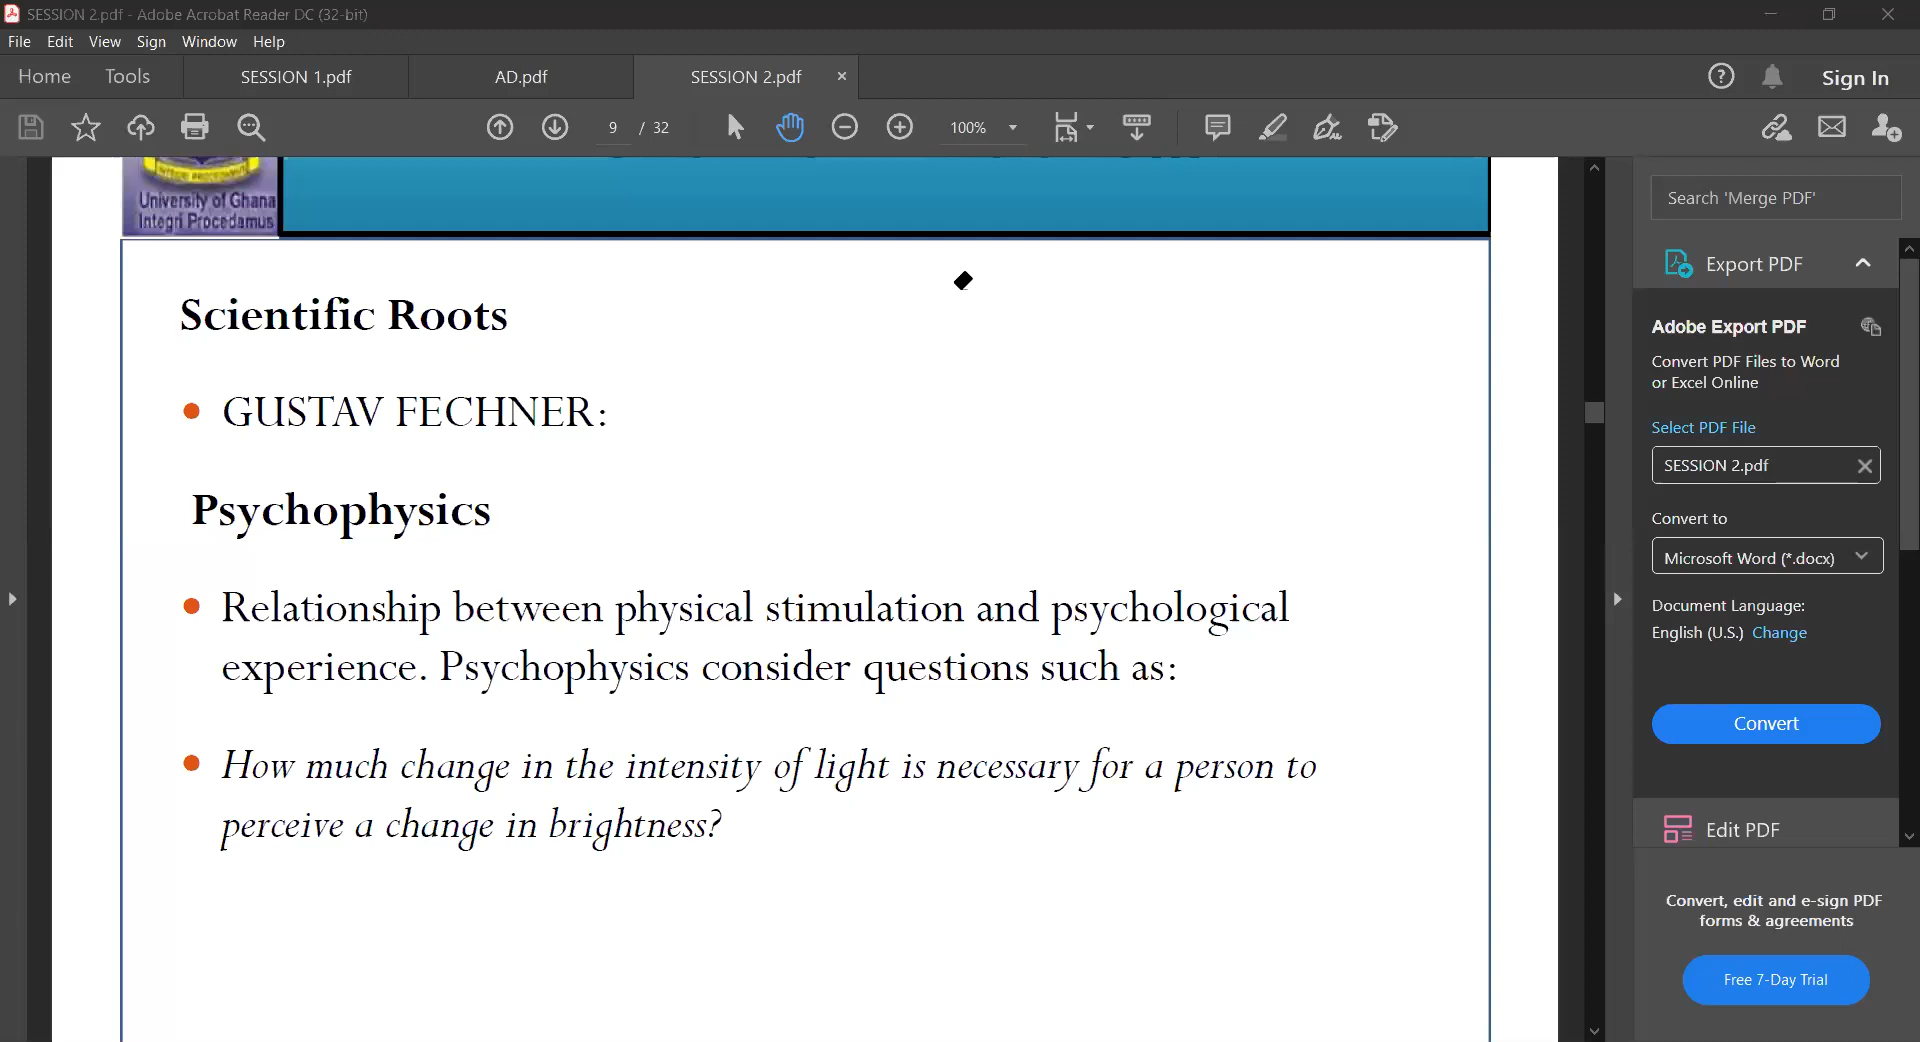 SESSION 2.pdf - Adobe Acrobat Reader DC (32-bit)
File Edit View Sign Window Help
Home Tools SESSION 1.pdf AD.pdf SESSION 2.pdf Sign In
9 / 32 100%
University of Ghana
Integri Procedamus
Scientific Roots
GUSTAV FECHNER:
Psychophysics
Relationship between physical stimulation and psychological
experience. Psychophysics consider questions such as:
How much change in the intensity of light is necessary for a person to
perceive a change in brightness?
Search 'Merge PDF'
Export PDF
Adobe Export PDF
Convert PDF Files to Word
or Excel Online
Select PDF File
SESSION 2.pdf
Convert to
Microsoft Word (*.docx)
Document Language:
English (U.S.) Change
Convert
Edit PDF
Convert, edit and e-sign PDF
forms & agreements
Free 7-Day Trial